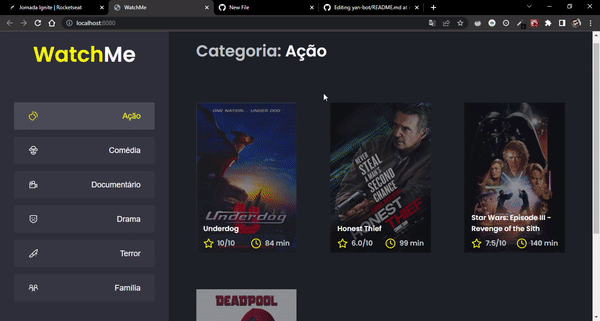 Jornada Ignite | Rocketseat
WatchMe
New File
Editing yan-bot/README.md at
localhost:8080
WatchMe
Categoria: Ação
Ação
Comédia
Documentário
Drama
Terror
Família
ONE NATION... UNDER DOG
Underdog
Underdog
10/10
84 min
NEVER
STEAL
A MAN'S
SECOND
CHANCE
HONEST
THIEF
Honest Thief
6.0/10
99 min
Star Wars: Episode III -
Revenge of the Sith
7.5/10
140 min
DEADPOOL